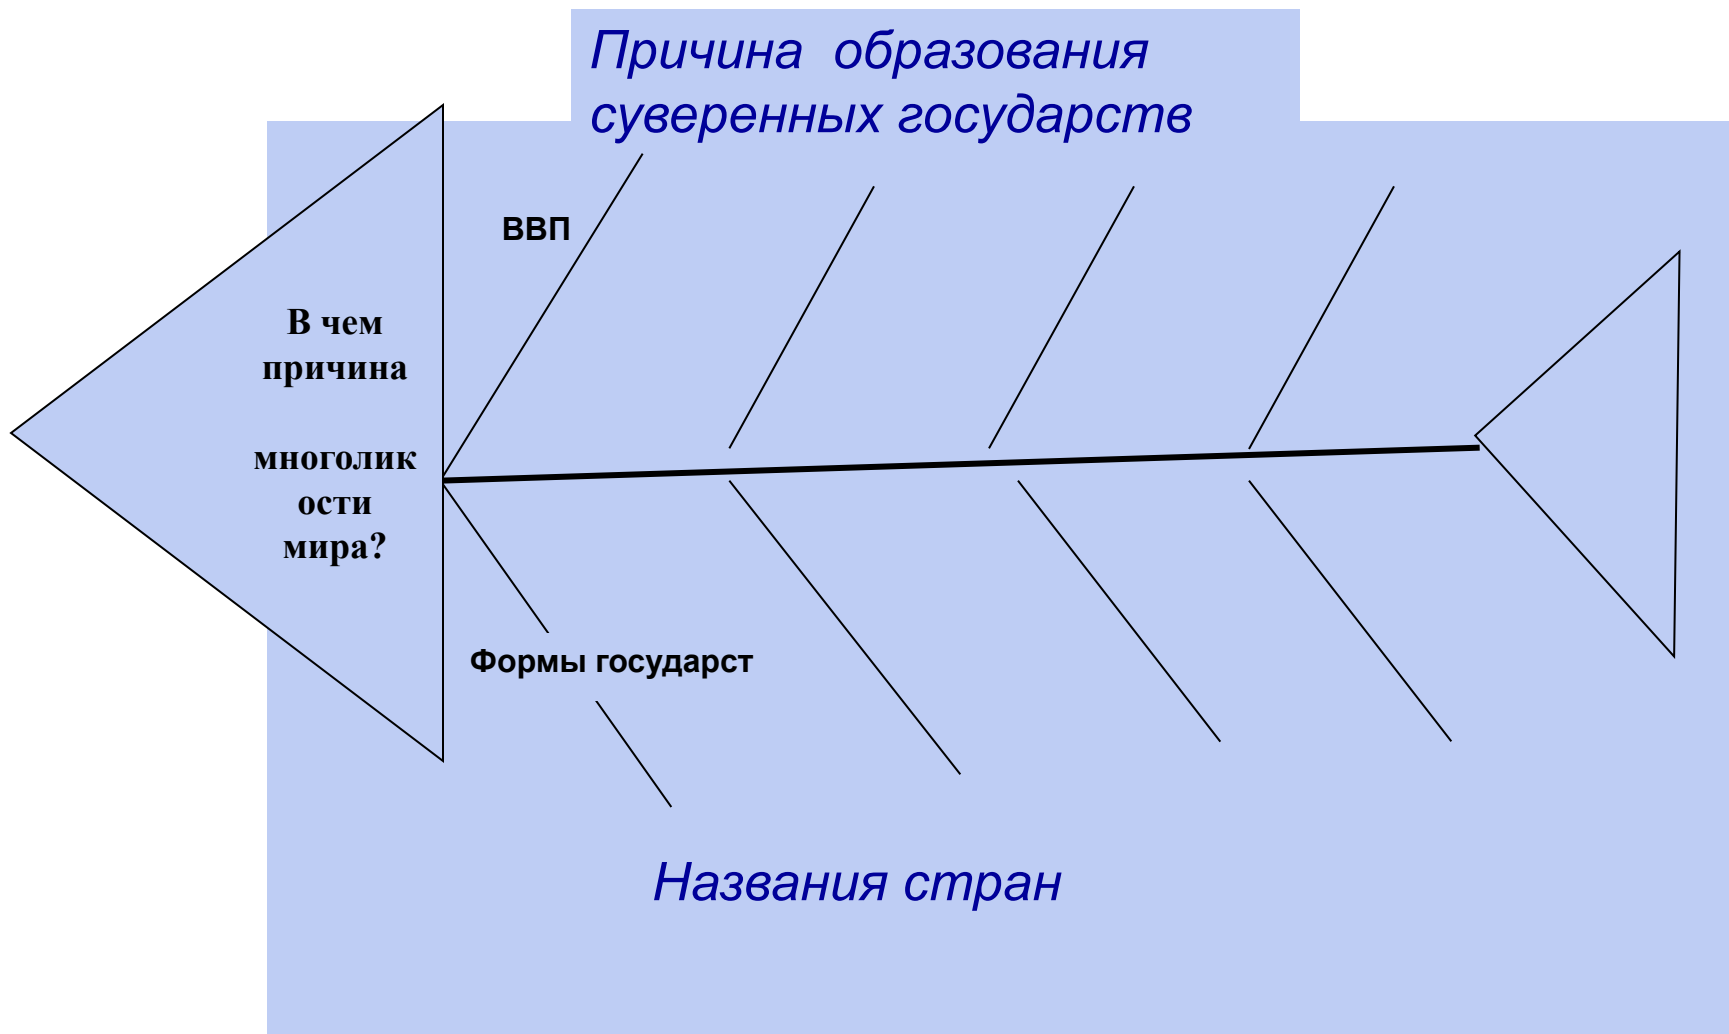 Причина образования
суверенных государств
ВВП
В чем
причина
многолик
ости
мира?
Формы государст
Названия стран